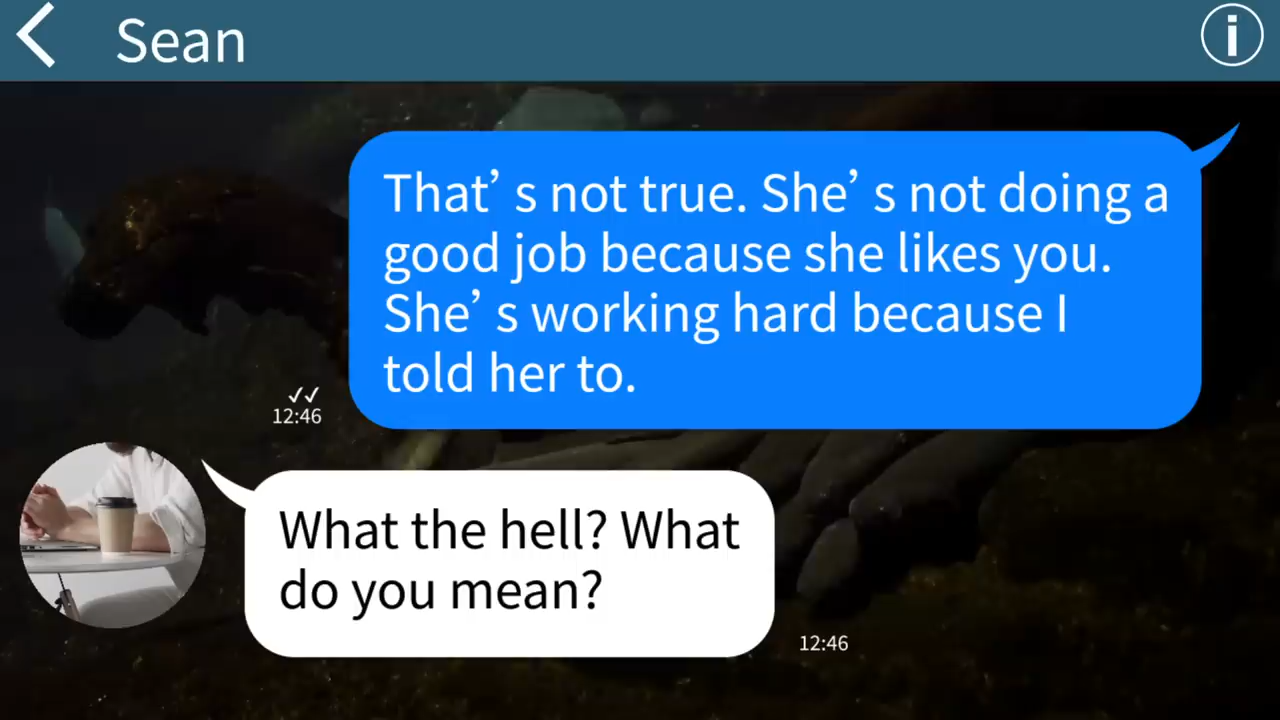 Sean
i
That’s not true. She’s not doing a
good job because she likes you.
She’s working hard because I
told her to.
12:46
What the hell? What
do you mean?
12:46